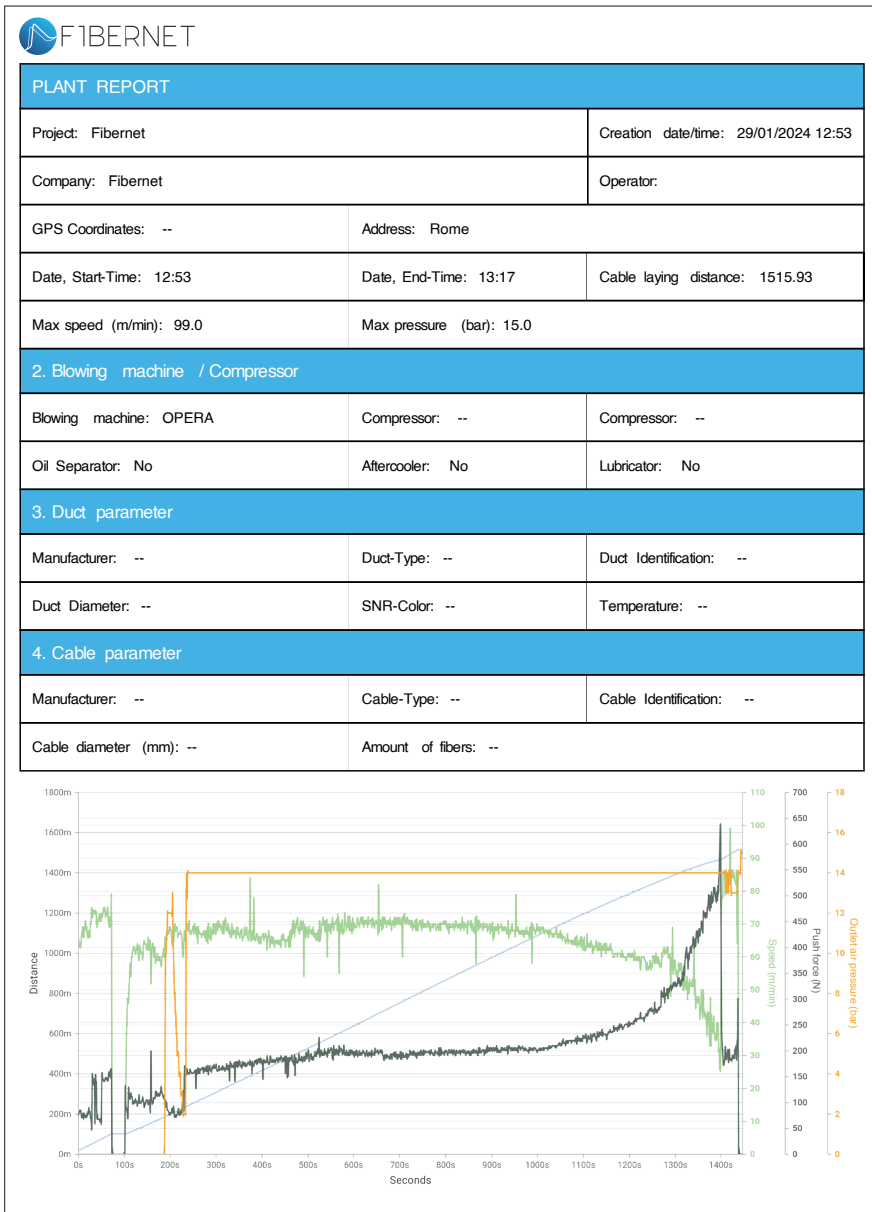 F1BERNET
PLANT REPORT
Project: Fibernet
Creation date/time: 29/01/2024 12:53
Company: Fibernet
Operator:
GPS Coordinates: --
Address: Rome
Date, Start-Time: 12:53
Date, End-Time: 13:17
Cable laying distance: 1515.93
Max speed (m/min): 99.0
Max pressure (bar): 15.0
2. Blowing machine / Compressor
Blowing machine: OPERA
Compressor: --
Compressor: --
Oil Separator: No
Aftercooler: No
Lubricator: No
3. Duct parameter
Manufacturer: --
Duct-Type: --
Duct Identification: --
Duct Diameter: --
SNR-Color: --
Temperature: --
4. Cable parameter
Manufacturer: --
Cable-Type: --
Cable Identification: --
Cable diameter (mm): --
Amount of fibers: --
1800m
1600m
1400m
1200m
1000m
800m
600m
400m
200m
0m
Distance
0s 100s 200s 300s 400s 500s 600s 700s 800s 900s 1000s 1100s 1200s 1300s 1400s
Seconds
110
100
90
80
70
60
50
40
30
20
10
0
Speed (m/min)
700
650
600
550
500
450
400
350
300
250
200
150
100
50
0
Push force (N)
18
16
14
12
10
8
6
4
2
0
Outlet air pressure (bar)